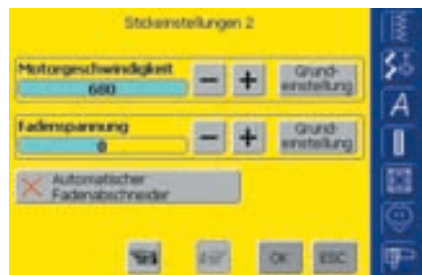 Stickeinstellungen 2
Motorgeschwindigkeit
680
- +
Grund-
einstellung
Fadenspannung
0
- +
Grund-
einstellung
Automatischer
Fadenabschneider
OK ESC
A